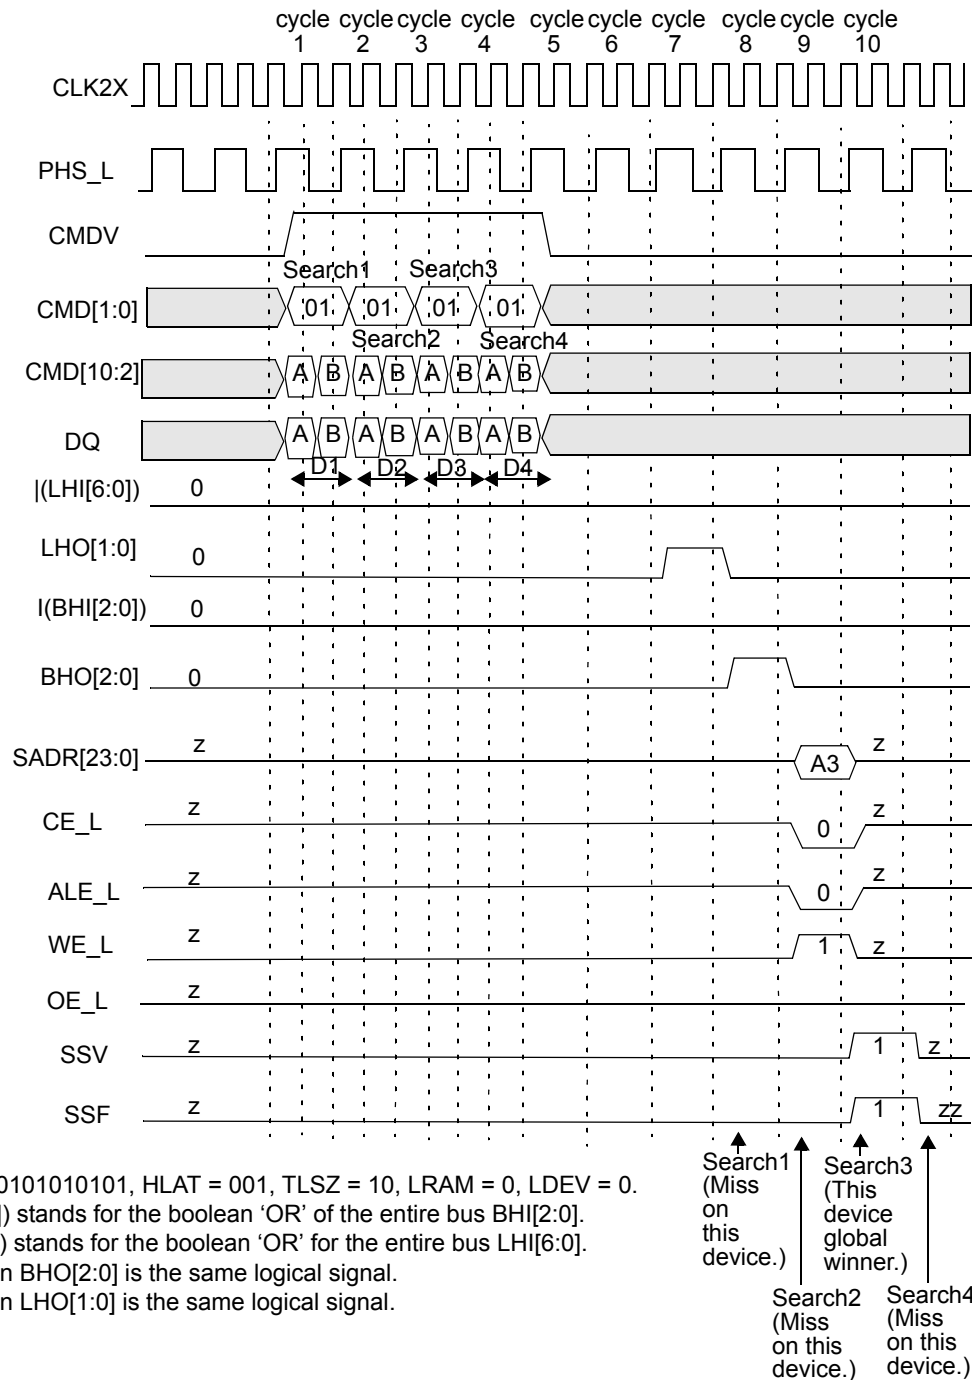 cycle cycle cycle cycle cycle cycle cycle cycle cycle cycle
1 2 3 4 5 6 7 8 9 10
CLK2X
PHS_L
CMDV
Search1 Search3
CMD[1:0] 01 01 01 01
Search2 Search4
CMD[10:2] A B A B A B A B
DQ A B A B A B A B
D1 D2 D3 D4
|(LHI[6:0]) 0
LHO[1:0] 0
I(BHI[2:0]) 0
BHO[2:0] 0
SADR[23:0] z A3 z
CE_L z 0 z
ALE_L z 0 z
WE_L z 1 z
OE_L z
SSV z 1 z
SSF z 1 zz
Search1
(Miss
on
this
device.)
Search3
(This
device
global
winner.)
Search2
(Miss
on this
device.)
Search4
(Miss
on this
device.)
0101010101, HLAT = 001, TLSZ = 10, LRAM = 0, LDEV = 0.
]) stands for the boolean ‘OR’ of the entire bus BHI[2:0].
) stands for the boolean ‘OR’ for the entire bus LHI[6:0].
n BHO[2:0] is the same logical signal.
n LHO[1:0] is the same logical signal.